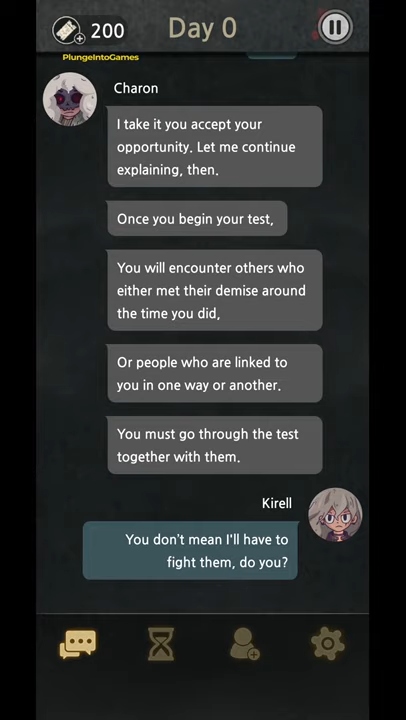 200
Day 0
PlungeIntoGames
Charon
I take it you accept your
opportunity. Let me continue
explaining, then.
Once you begin your test,
You will encounter others who
either met their demise around
the time you did,
Or people who are linked to
you in one way or another.
You must go through the test
together with them.
Kirell
You don't mean I'll have to
fight them, do you?